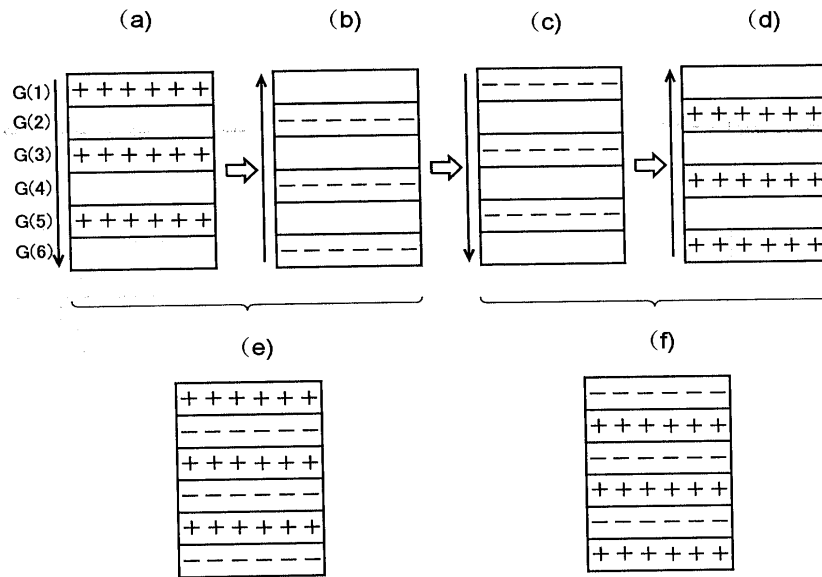 (a)
(b)
(c)
(d)
G(1)
G(2)
G(3)
G(4)
G(5)
G(6)
+ + + + + +
+ + + + + +
+ + + + + +
— — — — — —
— — — — — —
— — — — — —
— — — — — —
— — — — — —
— — — — — —
+ + + + + +
+ + + + + +
+ + + + + +
(e)
(f)
+ + + + + +
— — — — — —
+ + + + + +
— — — — — —
+ + + + + +
— — — — — —
— — — — — —
+ + + + + +
— — — — — —
+ + + + + +
— — — — — —
+ + + + + +